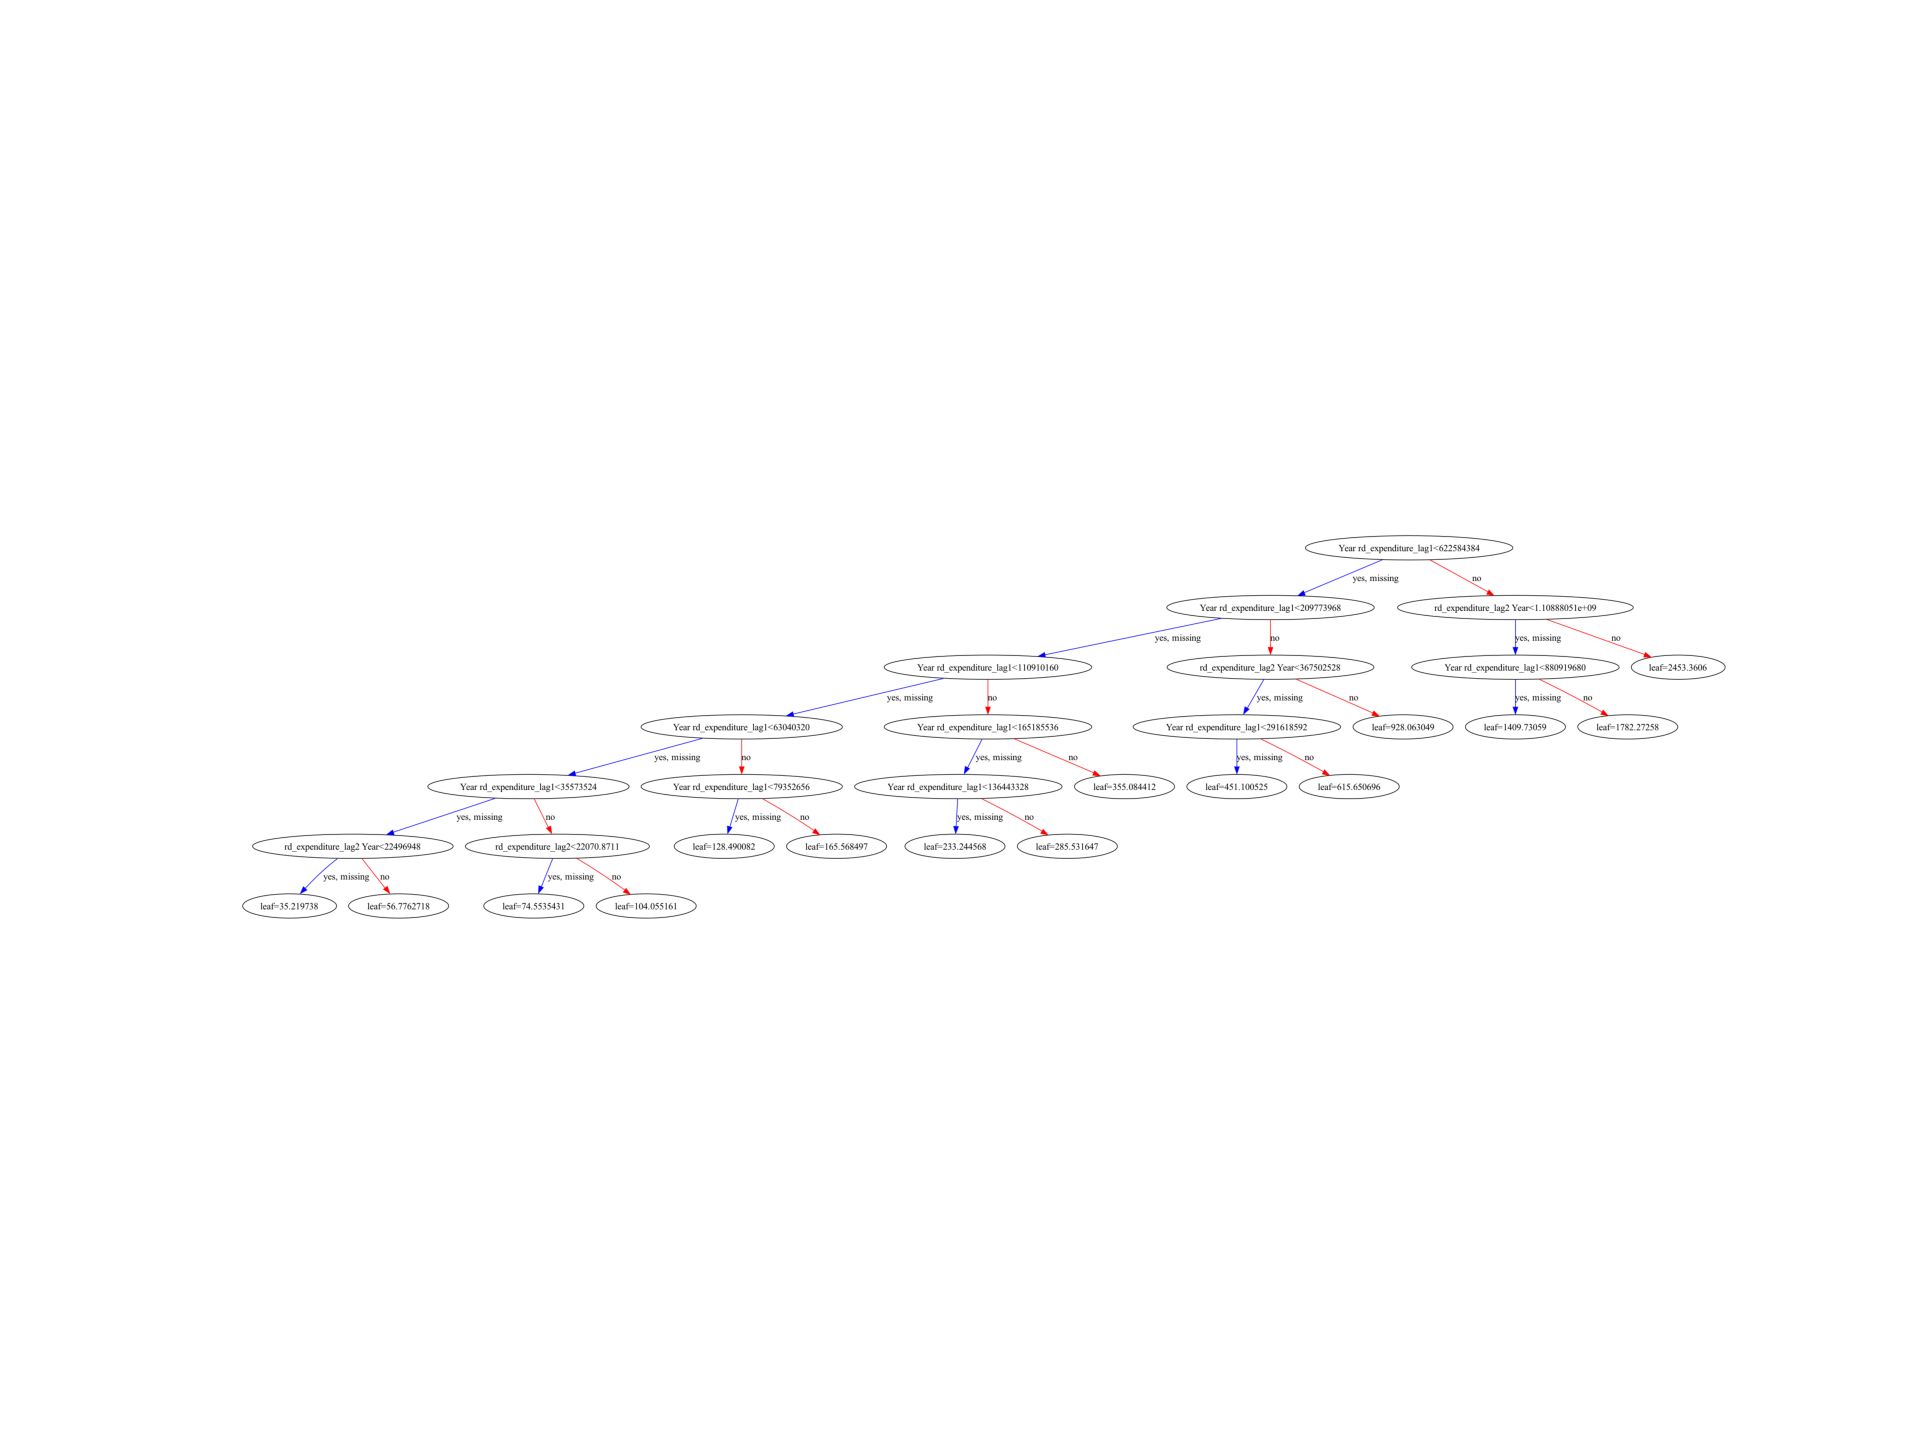 Year rd_expenditure_lag1<622584384
yes, missing
no
Year rd_expenditure_lag1<209773968
rd_expenditure_lag2 Year<1.10888051e+09
yes, missing
no
yes, missing
no
Year rd_expenditure_lag1<110910160
rd_expenditure_lag2 Year<367502528
Year rd_expenditure_lag1<880919680
leaf=2453.3606
yes, missing
no
yes, missing
no
yes, missing
no
Year rd_expenditure_lag1<63040320
Year rd_expenditure_lag1<165185536
Year rd_expenditure_lag1<291618592
leaf=928.063049
leaf=1409.73059
leaf=1782.27258
yes, missing
no
yes, missing
no
yes, missing
no
Year rd_expenditure_lag1<35573524
Year rd_expenditure_lag1<79352656
Year rd_expenditure_lag1<136443328
leaf=355.084412
leaf=451.100525
leaf=615.650696
yes, missing
no
yes, missing
no
yes, missing
no
rd_expenditure_lag2 Year<22496948
rd_expenditure_lag2<22070.8711
leaf=128.490082
leaf=165.568497
leaf=233.244568
leaf=285.531647
yes, missing
no
yes, missing
no
leaf=35.219738
leaf=56.7762718
leaf=74.5535431
leaf=104.055161